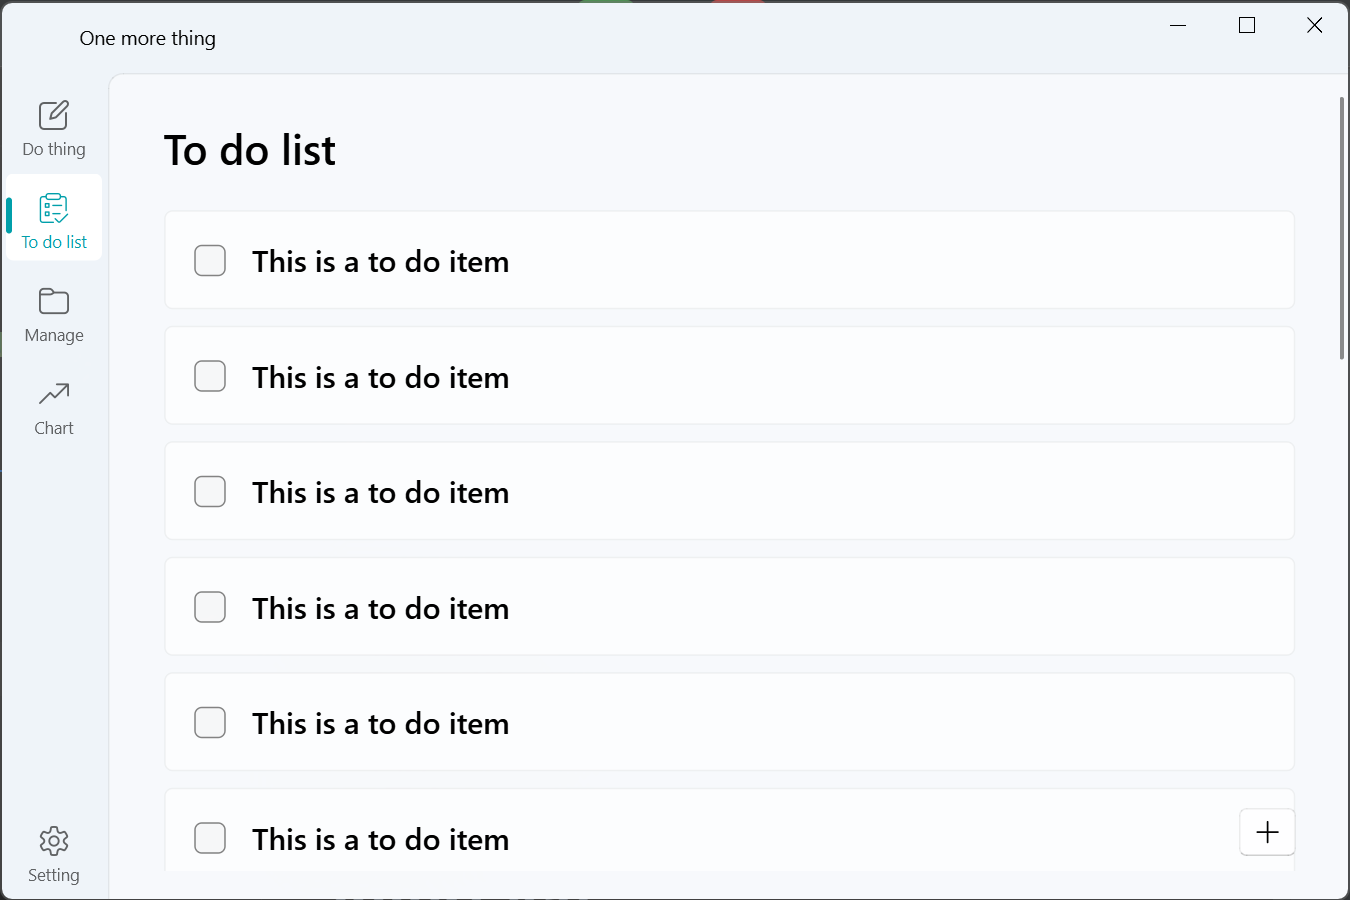 One more thing
Do thing
To do list
Manage
Chart
Setting
To do list
This is a to do item
This is a to do item
This is a to do item
This is a to do item
This is a to do item
This is a to do item